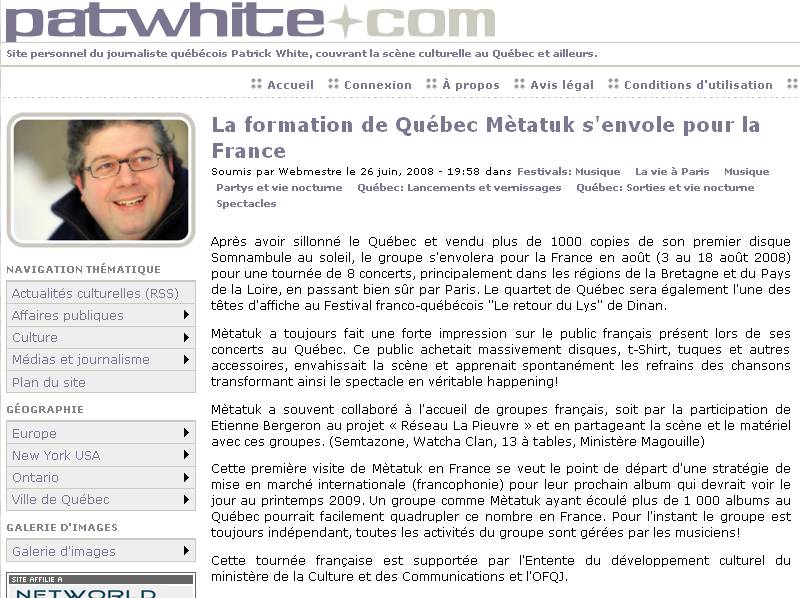 patwhite com
Site personnel du journaliste québécois Patrick White, couvrant la scène culturelle au Québec et ailleurs.
Accueil Connexion À propos Avis légal Conditions d'utilisation
La formation de Québec Mètatuk s'envole pour la
France
Soumis par Webmestre le 26 juin, 2008 - 19:58 dans Festivals: Musique La vie à Paris Musique
Partys et vie nocturne Québec: Lancements et vernissages Québec: Sorties et vie nocturne
Spectacles
NAVIGATION THÉMATIQUE
Actualités culturelles (RSS)
Affaires publiques
Culture
Médias et journalisme
Plan du site
GÉOGRAPHIE
Europe
New York USA
Ontario
Ville de Québec
GALERIE D'IMAGES
Galerie d'images
SITE AFFILIÉ À
NETWORLD
Après avoir sillonné le Québec et vendu plus de 1000 copies de son premier disque
Somnambule au soleil, le groupe s'envolera pour la France en août (3 au 18 août 2008)
pour une tournée de 8 concerts, principalement dans les régions de la Bretagne et du Pays
de la Loire, en passant bien sûr par Paris. Le quartet de Québec sera également l'une des
têtes d'affiche au Festival franco-québécois "Le retour du Lys" de Dinan.
Mètatuk a toujours fait une forte impression sur le public français présent lors de ses
concerts au Québec. Ce public achetait massivement disques, t-Shirt, tuques et autres
accessoires, envahissait la scène et apprenait spontanément les refrains des chansons
transformant ainsi le spectacle en véritable happening!
Mètatuk a souvent collaboré à l'accueil de groupes français, soit par la participation de
Etienne Bergeron au projet « Réseau La Pieuvre » et en partageant la scène et le matériel
avec ces groupes. (Semtazone, Watcha Clan, 13 à tables, Ministère Magouille)
Cette première visite de Mètatuk en France se veut le point de départ d'une stratégie de
mise en marché internationale (francophonie) pour leur prochain album qui devrait voir le
jour au printemps 2009. Un groupe comme Mètatuk ayant écoulé plus de 1 000 albums au
Québec pourrait facilement quadrupler ce nombre en France. Pour l'instant le groupe est
toujours indépendant, toutes les activités du groupe sont gérées par les musiciens!
Cette tournée française est supportée par l'Entente du développement culturel du
ministère de la Culture et des Communications et l'OFQJ.